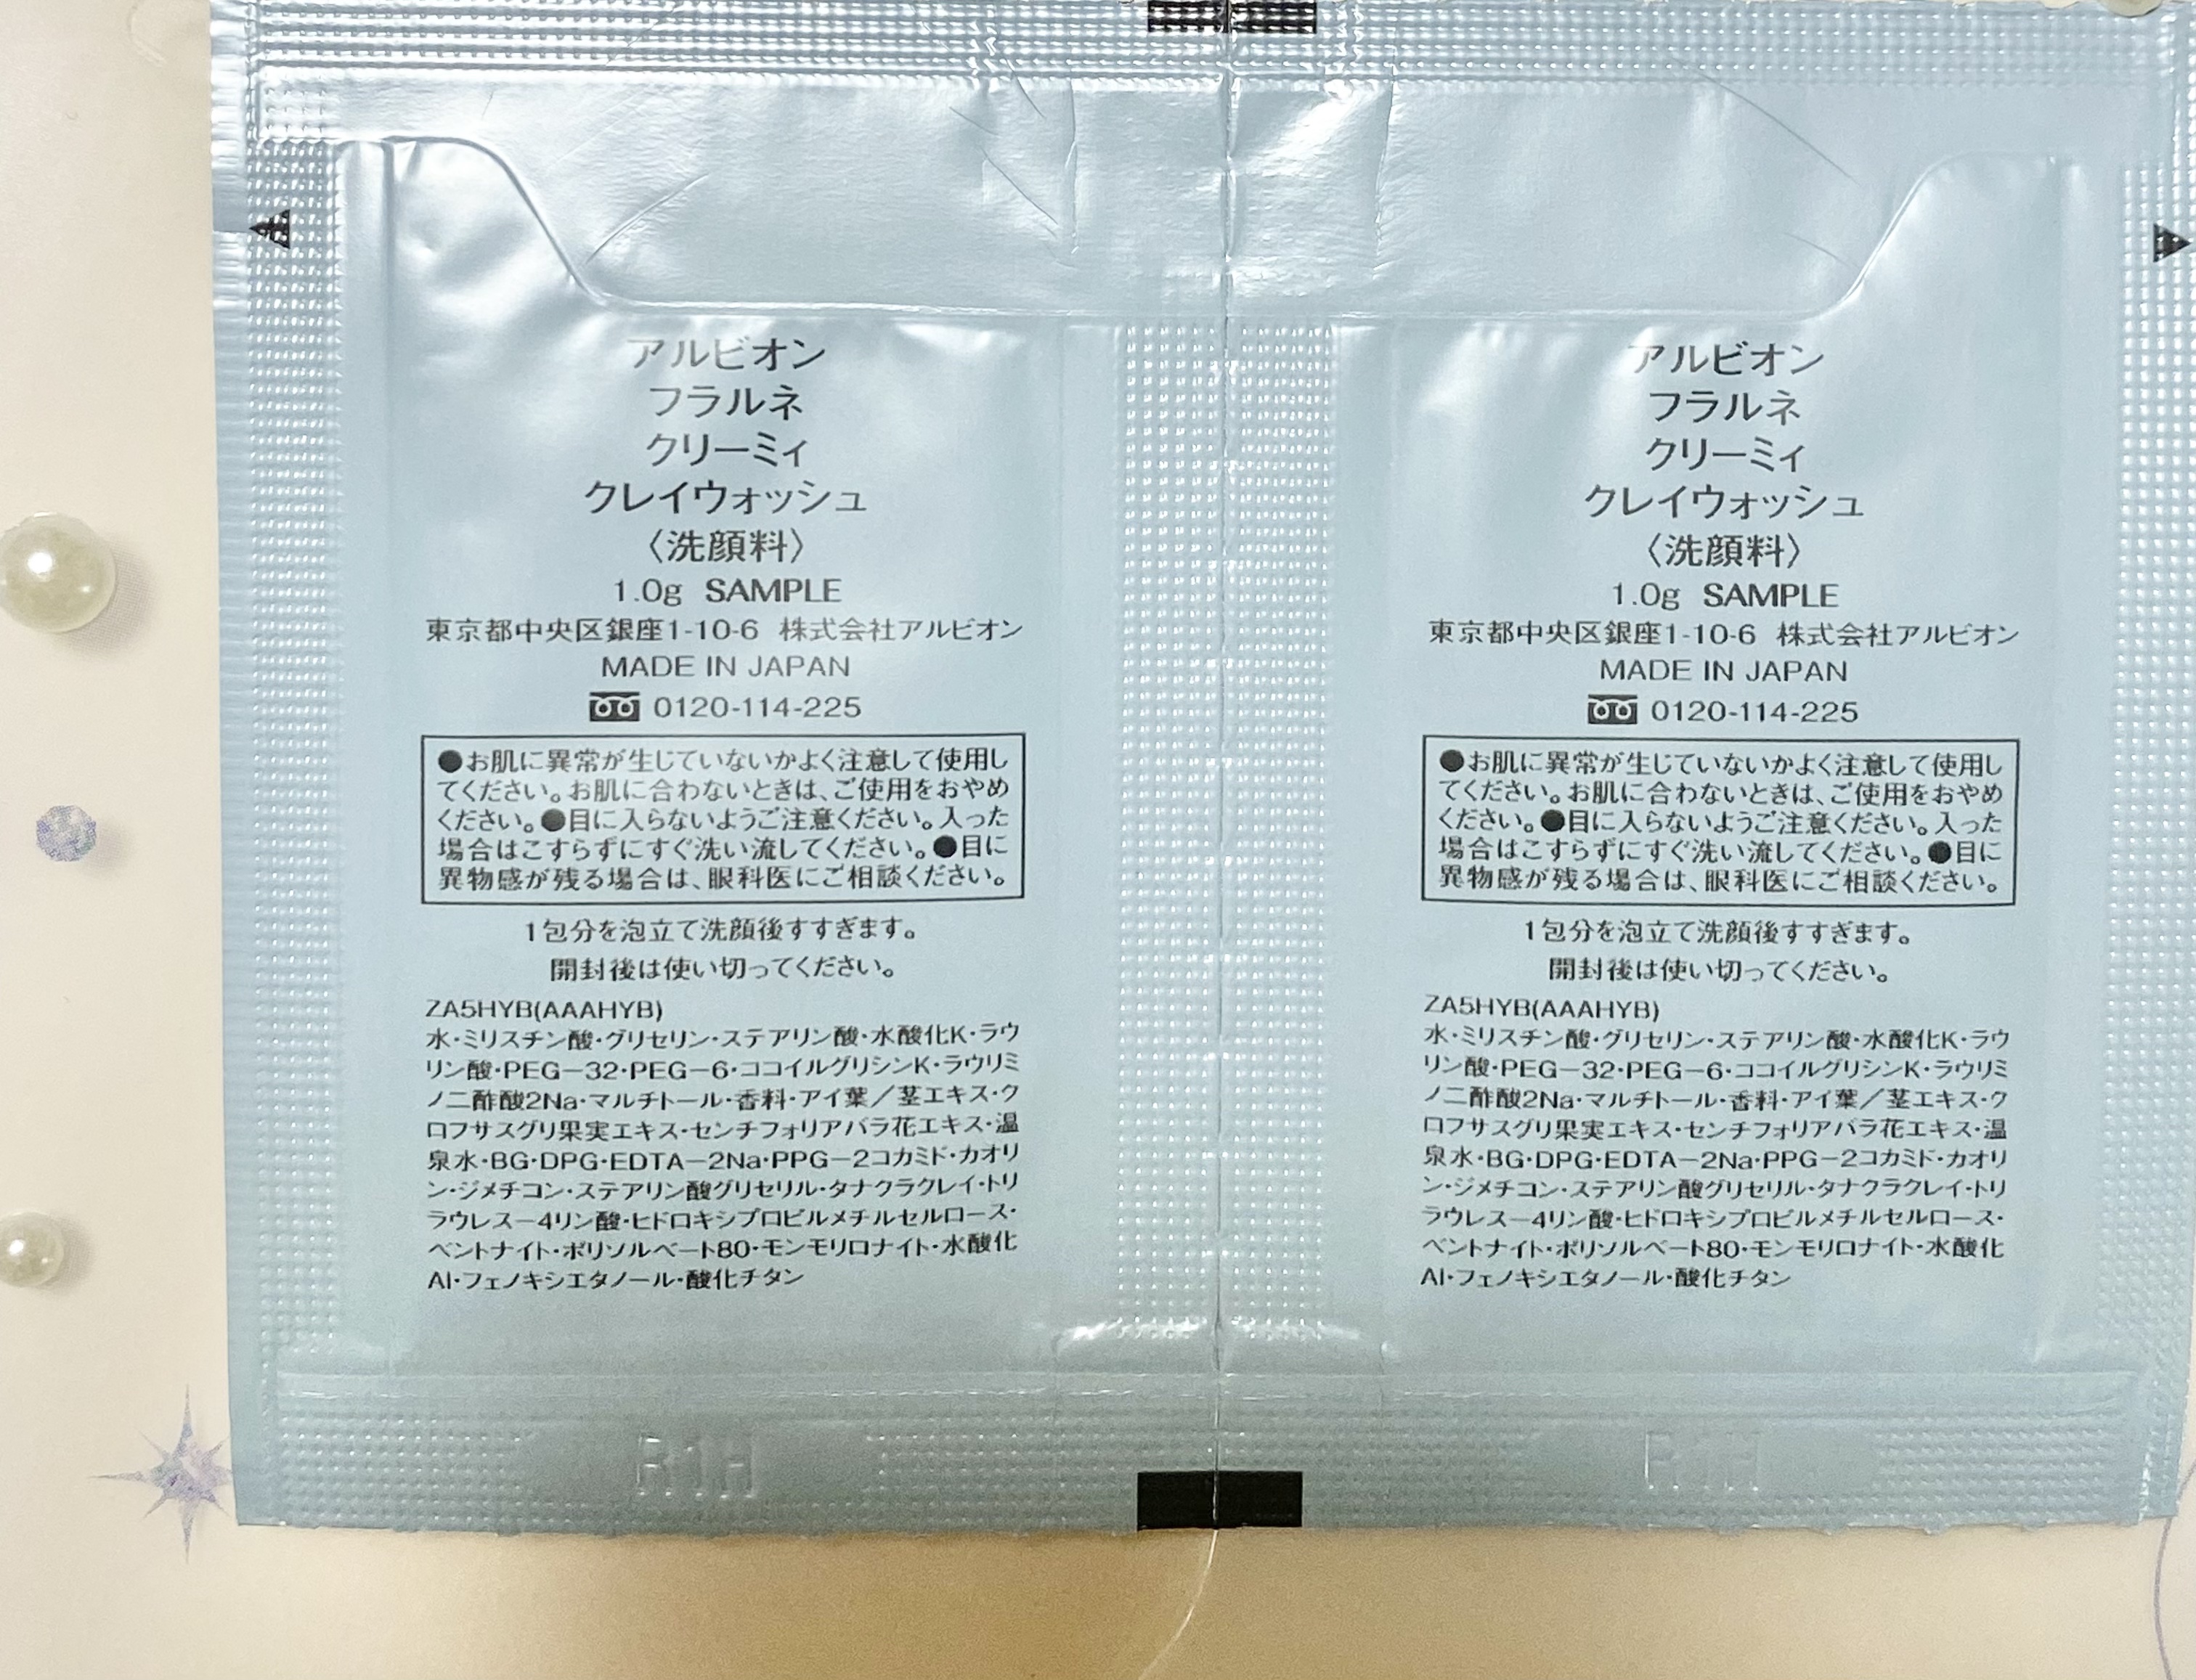 アルビオン
フラルネ
クリーミィ
クレイウォッシュ
〈洗顔料〉
1.0g SAMPLE
東京都中央区銀座1-10-6 株式会社アルビオン
MADE IN JAPAN
0120-114-225
●お肌に異常が生じていないかよく注意して使用し
てください。お肌に合わないときは、ご使用をおやめ
ください。●目に入らないようご注意ください。入った
場合はこすらずにすぐ洗い流してください。●目に
異物感が残る場合は、眼科医にご相談ください。
1包分を泡立て洗顔後すすぎます。
開封後は使い切ってください。
ZA5HYB(AAAHYB)
水・ミリスチン酸・グリセリン・ステアリン酸・水酸化K・ラウ
リン酸・PEG－32・PEG－6・ココイルグリシンK・ラウリミ
ノ二酢酸2Na・マルチトール・香料・アイ葉／茎エキス・ク
ロフサスグリ果実エキス・センチフォリアバラ花エキス・温
泉水・BG・DPG・EDTA－2Na・PPG－2コカミド・カオリ
ン・ジメチコン・ステアリン酸グリセリル・タナクラクレイ・トリ
ラウレス－4リン酸・ヒドロキシプロピルメチルセルロース・
ベントナイト・ポリソルベート80・モンモリロナイト・水酸化
Al・フェノキシエタノール・酸化チタン
R1H
アルビオン
フラルネ
クリーミィ
クレイウォッシュ
〈洗顔料〉
1.0g SAMPLE
東京都中央区銀座1-10-6 株式会社アルビオン
MADE IN JAPAN
0120-114-225
●お肌に異常が生じていないかよく注意して使用し
てください。お肌に合わないときは、ご使用をおやめ
ください。●目に入らないようご注意ください。入った
場合はこすらずにすぐ洗い流してください。●目に
異物感が残る場合は、眼科医にご相談ください。
1包分を泡立て洗顔後すすぎます。
開封後は使い切ってください。
ZA5HYB(AAAHYB)
水・ミリスチン酸・グリセリン・ステアリン酸・水酸化K・ラウ
リン酸・PEG－32・PEG－6・ココイルグリシンK・ラウリミ
ノ二酢酸2Na・マルチトール・香料・アイ葉／茎エキス・ク
ロフサスグリ果実エキス・センチフォリアバラ花エキス・温
泉水・BG・DPG・EDTA－2Na・PPG－2コカミド・カオリ
ン・ジメチコン・ステアリン酸グリセリル・タナクラクレイ・トリ
ラウレス－4リン酸・ヒドロキシプロピルメチルセルロース・
ベントナイト・ポリソルベート80・モンモリロナイト・水酸化
Al・フェノキシエタノール・酸化チタン
R1H